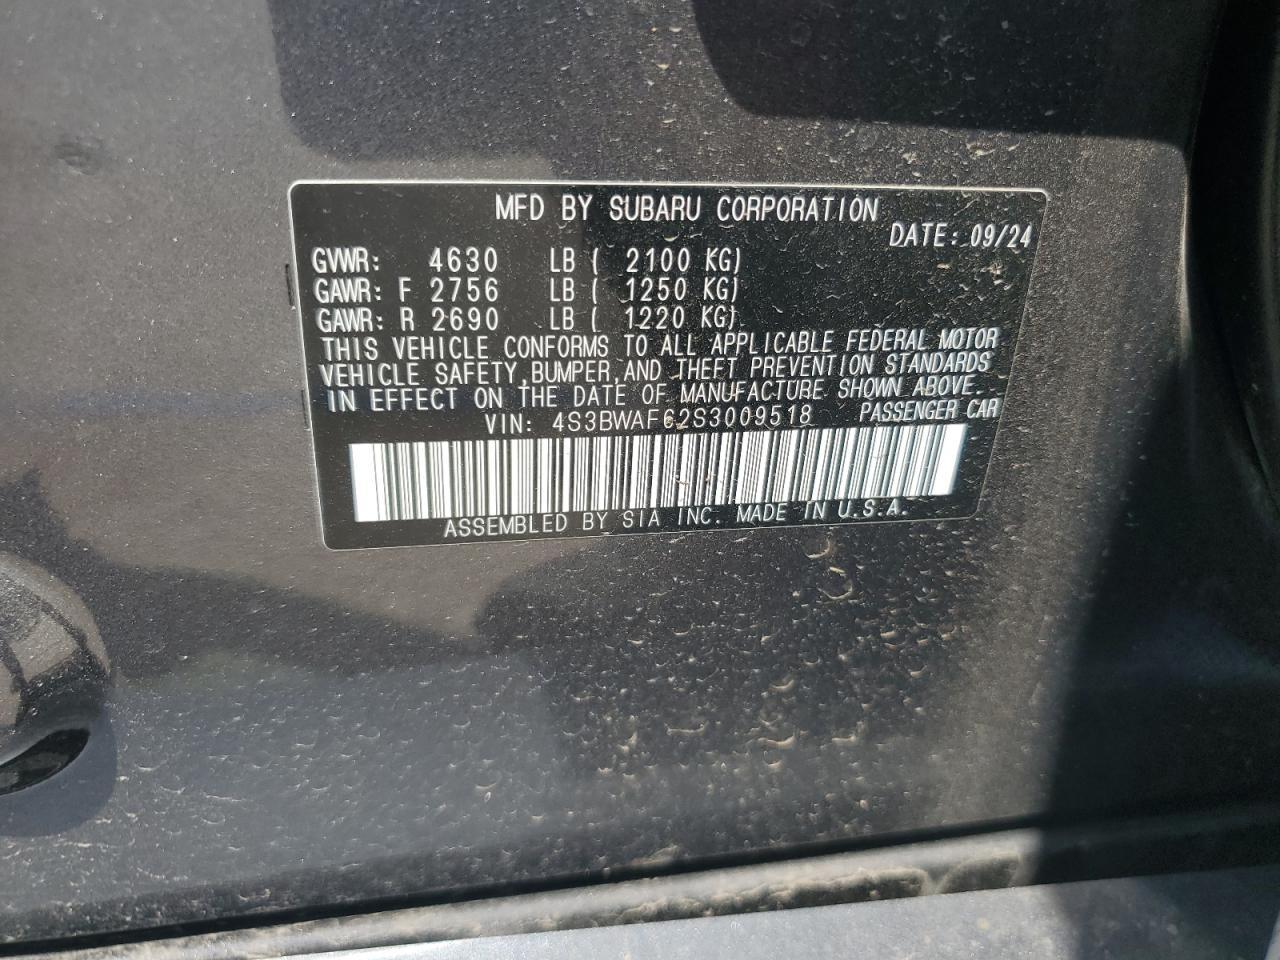 MFD BY SUBARU CORPORATION
DATE: 09/24
GVWR: 4630 LB ( 2100 KG)
GAWR: F 2756 LB ( 1250 KG)
GAWR: R 2690 LB ( 1220 KG)
THIS VEHICLE CONFORMS TO ALL APPLICABLE FEDERAL MOTOR
VEHICLE SAFETY,BUMPER,AND THEFT PREVENTION STANDARDS
IN EFFECT ON THE DATE OF MANUFACTURE SHOWN ABOVE.
VIN: 4S3BWAF62S3009518 PASSENGER CAR
ASSEMBLED BY SIA INC. MADE IN U.S.A.